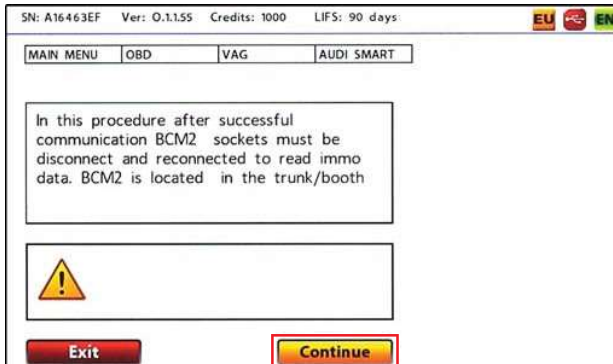 SN: A16463EF Ver: 0.1.1.55 Credits: 1000 LIFS: 90 days EU EN
MAIN MENU OBD VAG AUDI SMART
In this procedure after successful
communication BCM2 sockets must be
disconnect and reconnected to read immo
data. BCM2 is located in the trunk/booth
Exit Continue